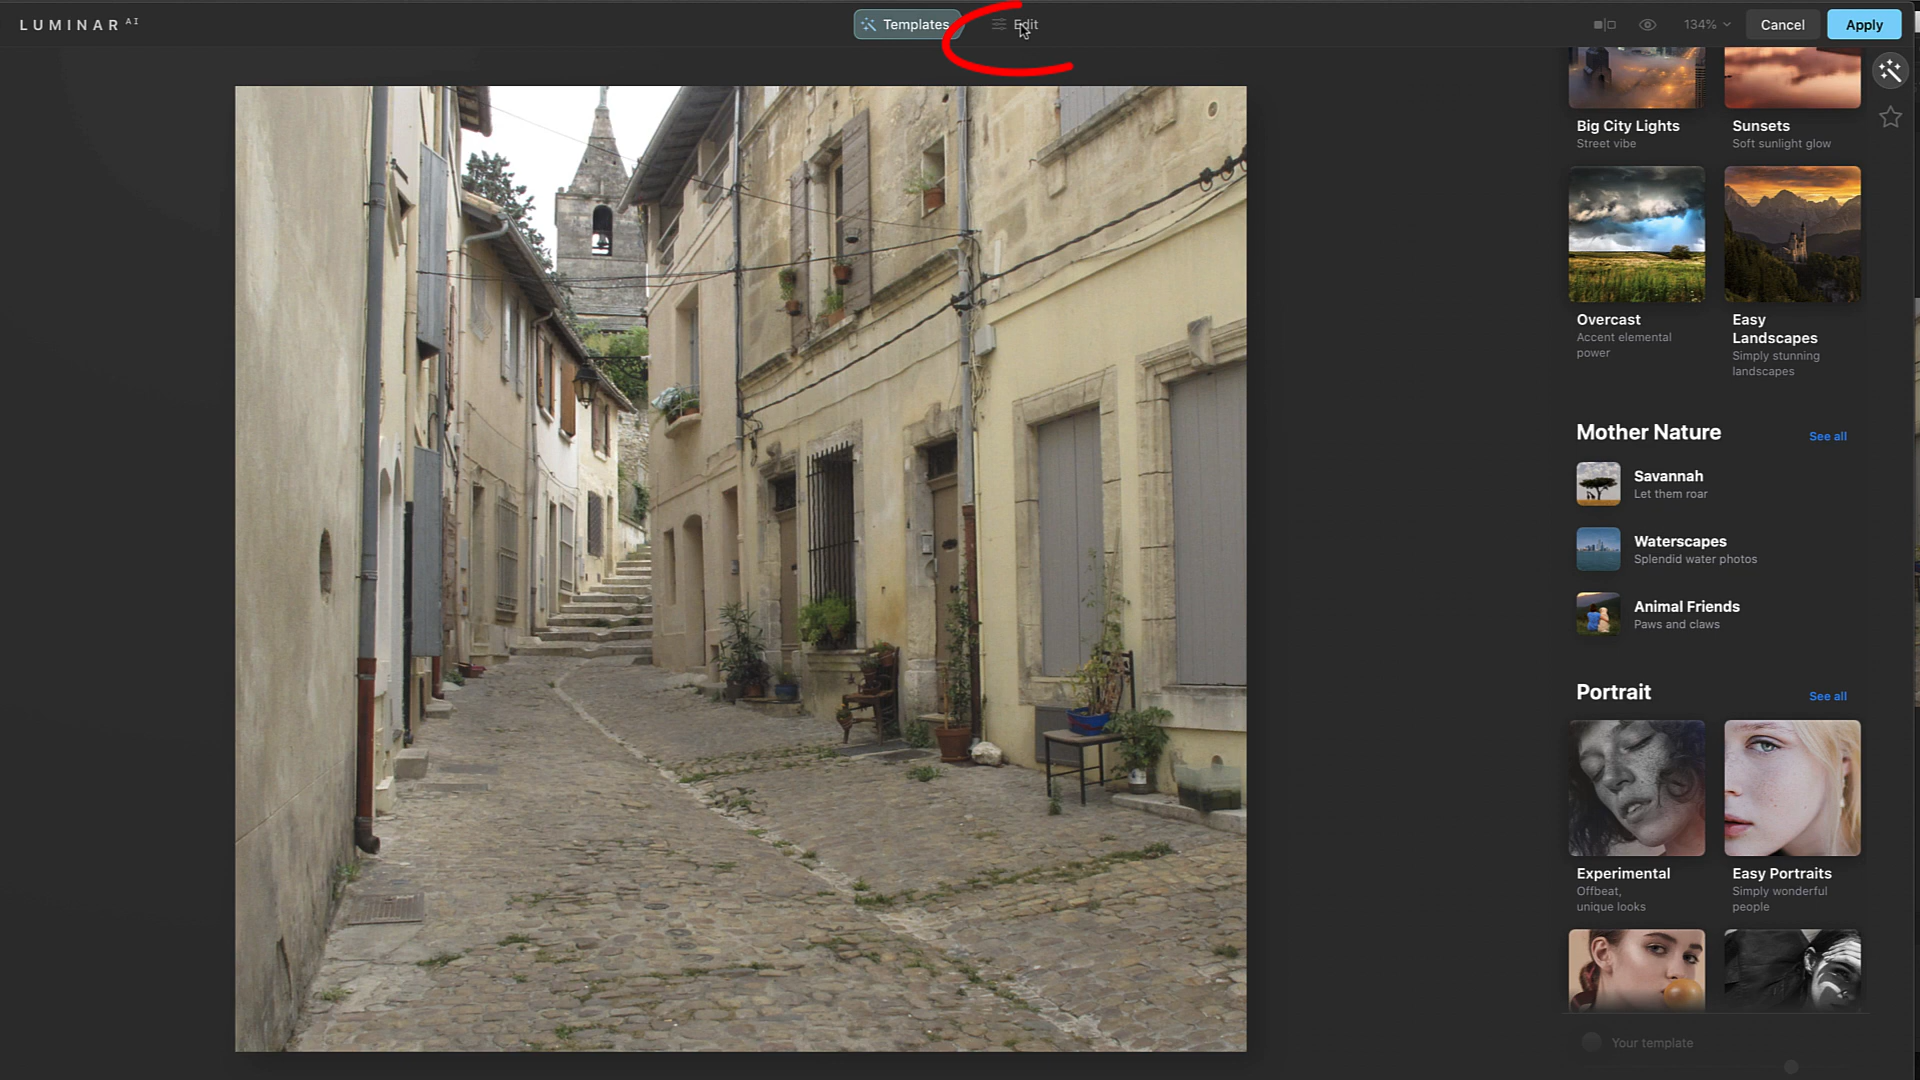 LUMINAR AI
Templates
Edit
134%
Cancel
Apply
Big City Lights
Street vibe
Sunsets
Soft sunlight glow
Overcast
Accent elemental
power
Easy
Landscapes
Simply stunning
landscapes
Mother Nature
See all
Savannah
Let them roar
Waterscapes
Splendid water photos
Animal Friends
Paws and claws
Portrait
See all
Experimental
Offbeat,
unique looks
Easy Portraits
Simply wonderful
people
Your template